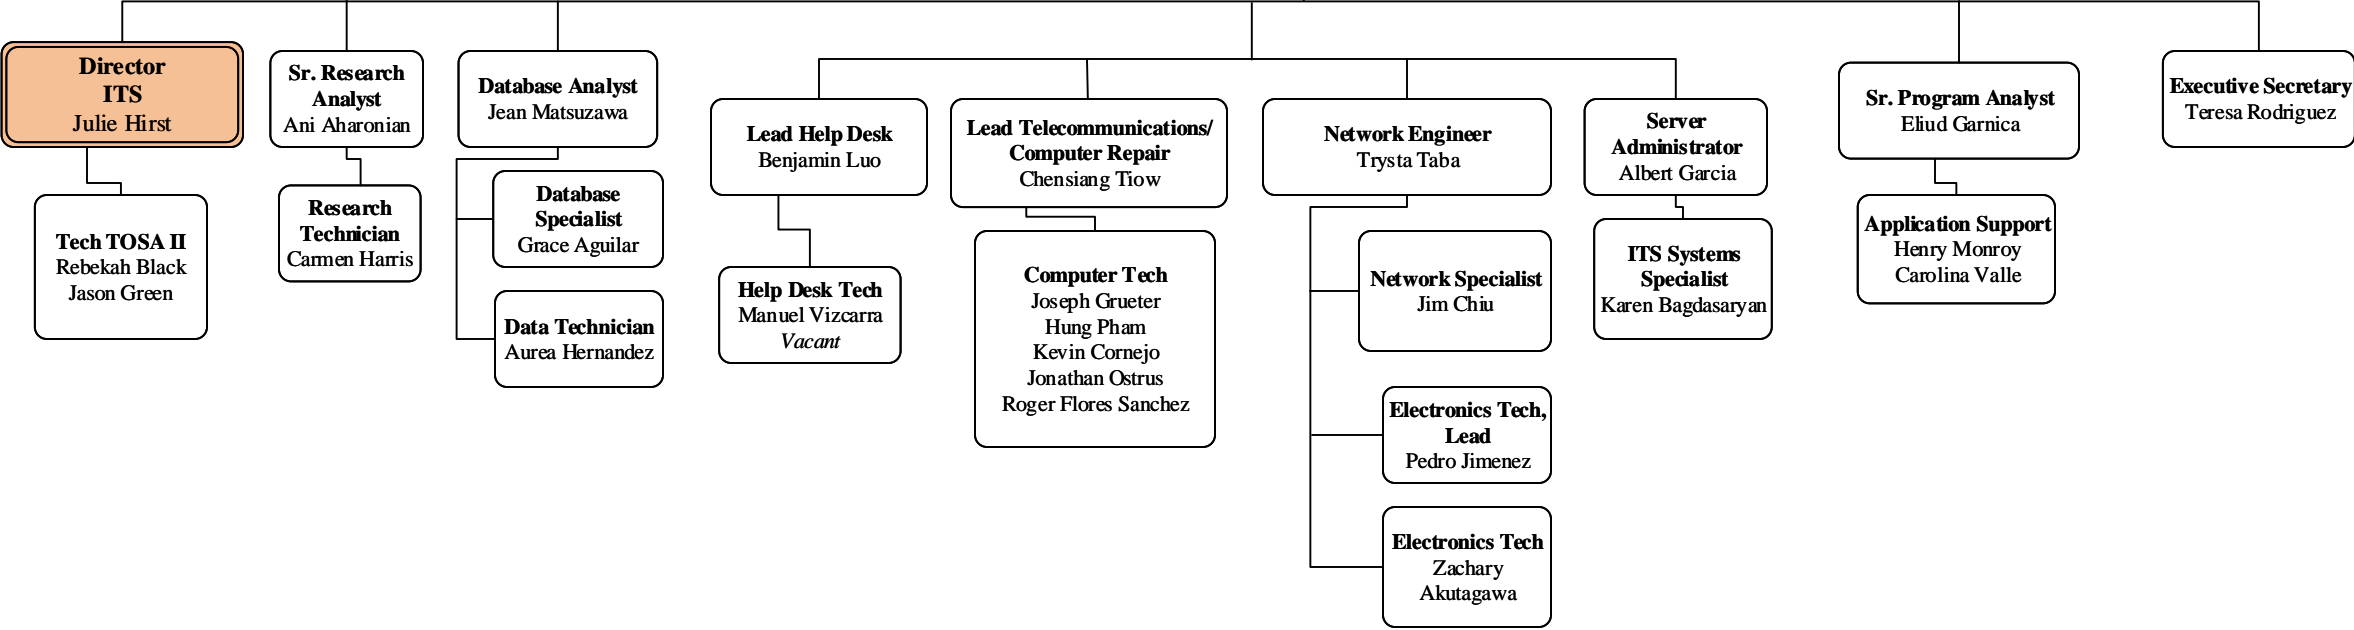 Director
ITS
Julie Hirst
Tech TOSA II
Rebekah Black
Jason Green
Sr. Research
Analyst
Ani Aharonian
Research
Technician
Carmen Harris
Database Analyst
Jean Matsuzawa
Database
Specialist
Grace Aguilar
Data Technician
Aurea Hernandez
Lead Help Desk
Benjamin Luo
Help Desk Tech
Manuel Vizcarra
Vacant
Lead Telecommunications/
Computer Repair
Chensiang Tiow
Computer Tech
Joseph Grueter
Hung Pham
Kevin Cornejo
Jonathan Ostrus
Roger Flores Sanchez
Network Engineer
Trysta Taba
Network Specialist
Jim Chiu
Electronics Tech,
Lead
Pedro Jimenez
Electronics Tech
Zachary
Akutagawa
Server
Administrator
Albert Garcia
ITS Systems
Specialist
Karen Bagdasaryan
Sr. Program Analyst
Eliud Garnica
Application Support
Henry Monroy
Carolina Valle
Executive Secretary
Teresa Rodriguez